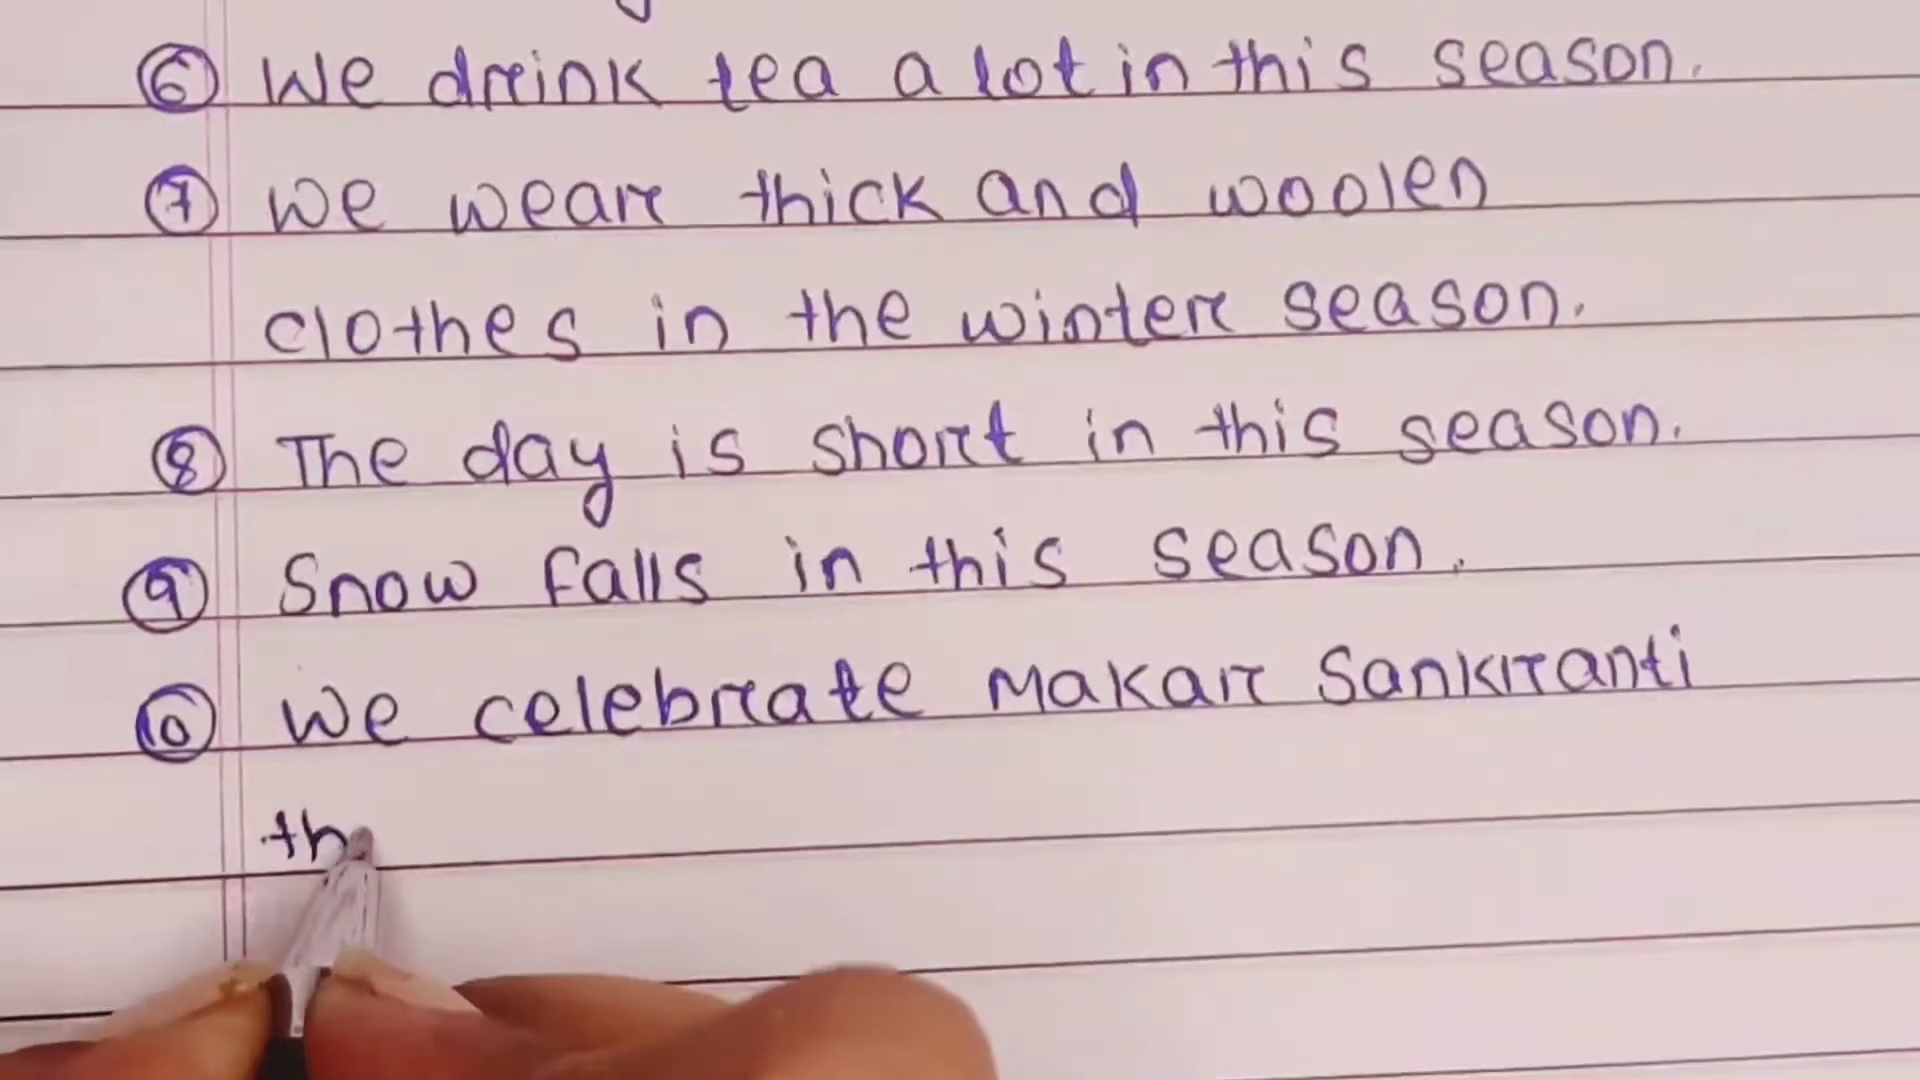 6 We drink tea a lot in this season.
7 We wear thick and woolen
clothes in the winter season.
8 The day is short in this season.
9 Snow falls in this season.
10 We celebrate Makar Sankranti
th